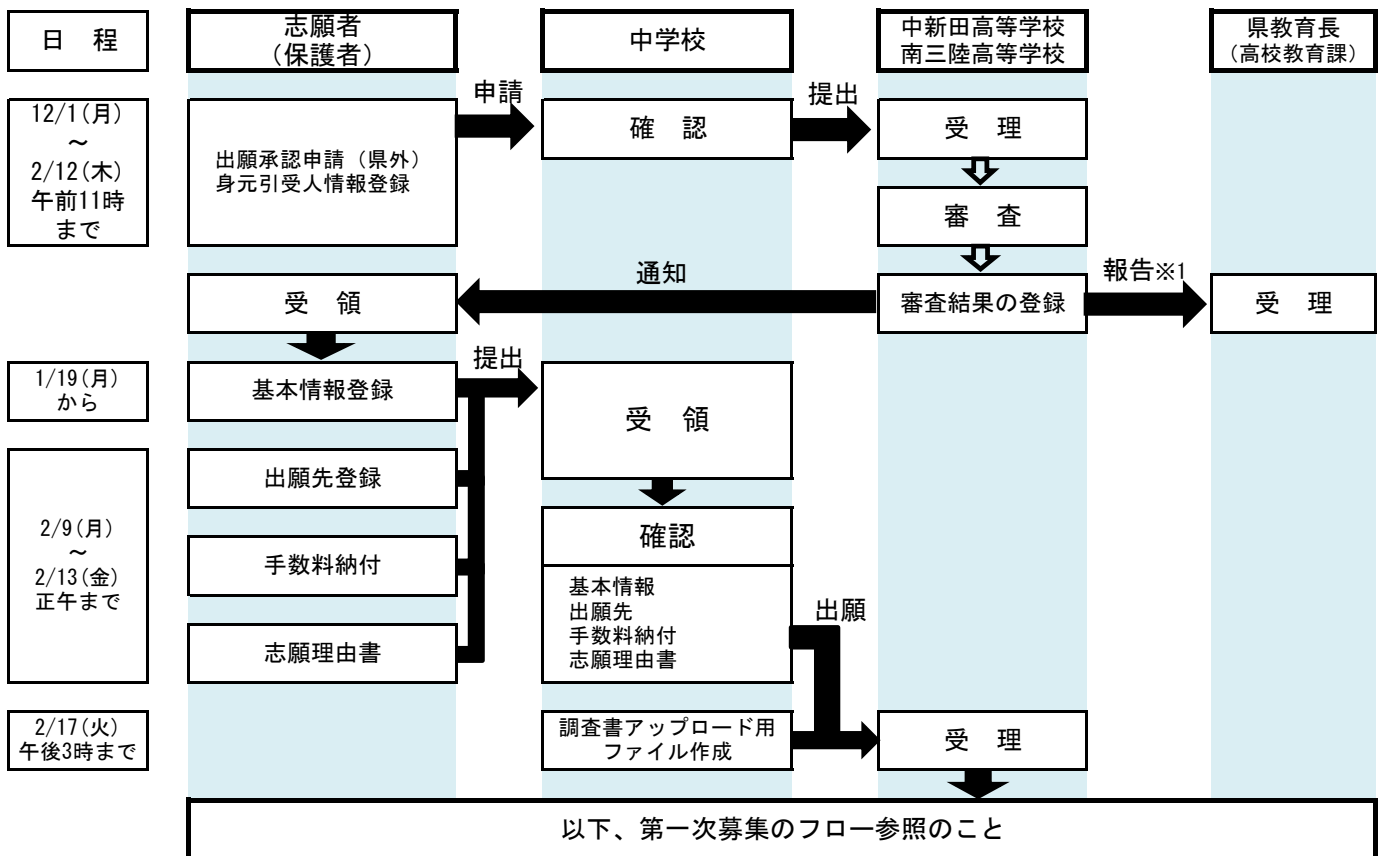 日　程
志願者
（保護者）
中学校
中新田高等学校
南三陸高等学校
県教育長
（高校教育課）
12/1(月)
～
2/12(木)
午前11時
まで
出願承認申請（県外）
身元引受人情報登録
申請
確　認
提出
受　理
審　査
受　領
通知
審査結果の登録
報告※1
受　理
1/19(月)
から
基本情報登録
提出
受　領
2/9(月)
～
2/13(金)
正午まで
出願先登録
手数料納付
志願理由書
確認
基本情報
出願先
手数料納付
志願理由書
出願
2/17(火)
午後3時まで
調査書アップロード用
ファイル作成
受　理
以下、第一次募集のフロー参照のこと